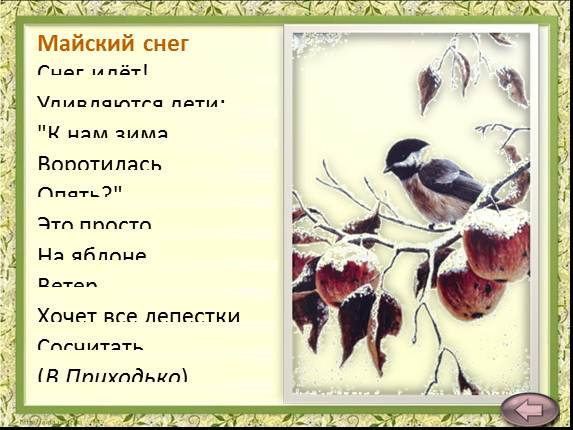 Майский снег
Снег идёт!
Удивляются дети:
"К нам зима
Воротилась
Опять?"
Это просто
На яблоне
Ветер
Хочет все лепестки
Сосчитать
(В Приходько)